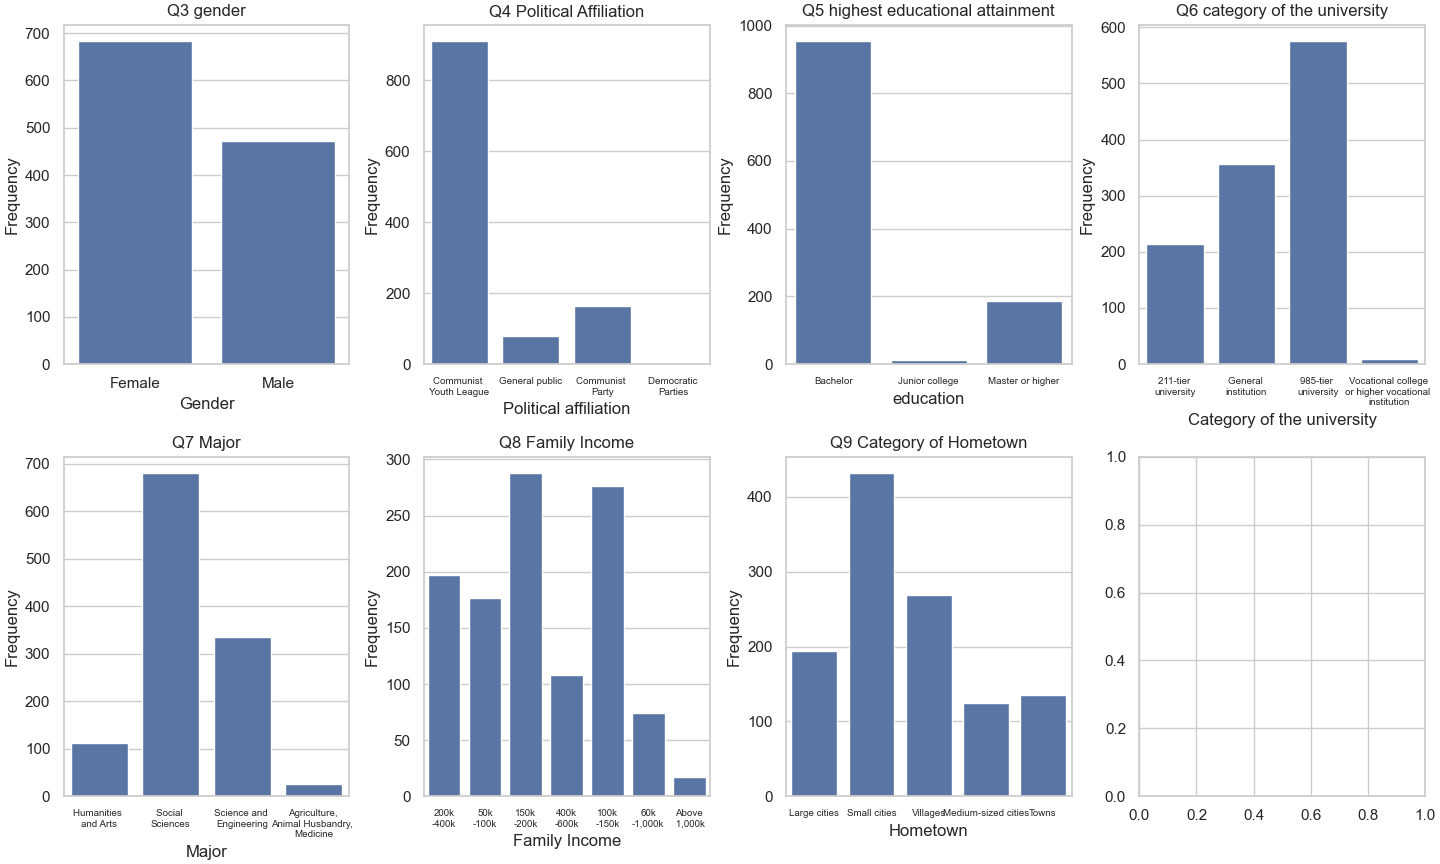 Q3 gender
700
600
500
400
300
200
100
0
Frequency
Female
Male
Gender
Q4 Political Affiliation
800
600
400
200
0
Frequency
Communist
Youth League
General public
Communist
Party
Democratic
Parties
Political affiliation
Q5 highest educational attainment
1000
800
600
400
200
0
Frequency
Bachelor
Junior college
Master or higher
education
Q6 category of the university
600
500
400
300
200
100
0
Frequency
211-tier
university
General
institution
985-tier
university
Vocational college
or higher vocational
institution
Category of the university
Q7 Major
700
600
500
400
300
200
100
0
Frequency
Humanities
and Arts
Social
Sciences
Science and
Engineering
Agriculture,
Animal Husbandry,
Medicine
Major
Q8 Family Income
300
250
200
150
100
50
0
Frequency
200k
-400k
50k
-100k
150k
-200k
400k
-600k
100k
-150k
60k
-1,000k
Above
1,000k
Family Income
Q9 Category of Hometown
400
300
200
100
0
Frequency
Large cities
Small cities
Villages
Medium-sized cities
Towns
Hometown
1.0
0.8
0.6
0.4
0.2
0.0
0.0
0.2
0.4
0.6
0.8
1.0